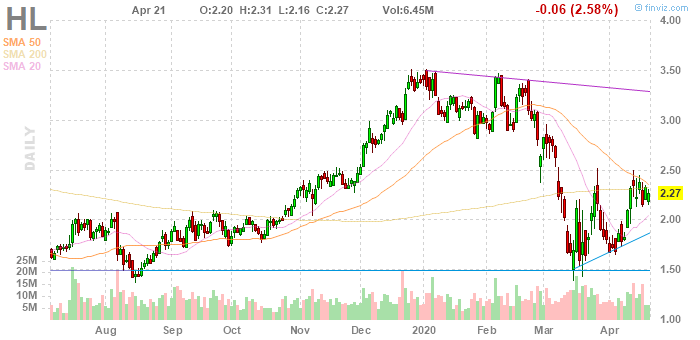 HL Apr 21 O:2.20 H:2.31 L:2.16 C:2.27 Vol:6.45M -0.06 (2.58%) © finviz.com
SMA 50
SMA 200
SMA 20
DAILY
4.00
3.50
3.00
2.50
2.27
2.00
1.50
1.00
25M
20M
15M
10M
5M
Aug Sep Oct Nov Dec 2020 Feb Mar Apr